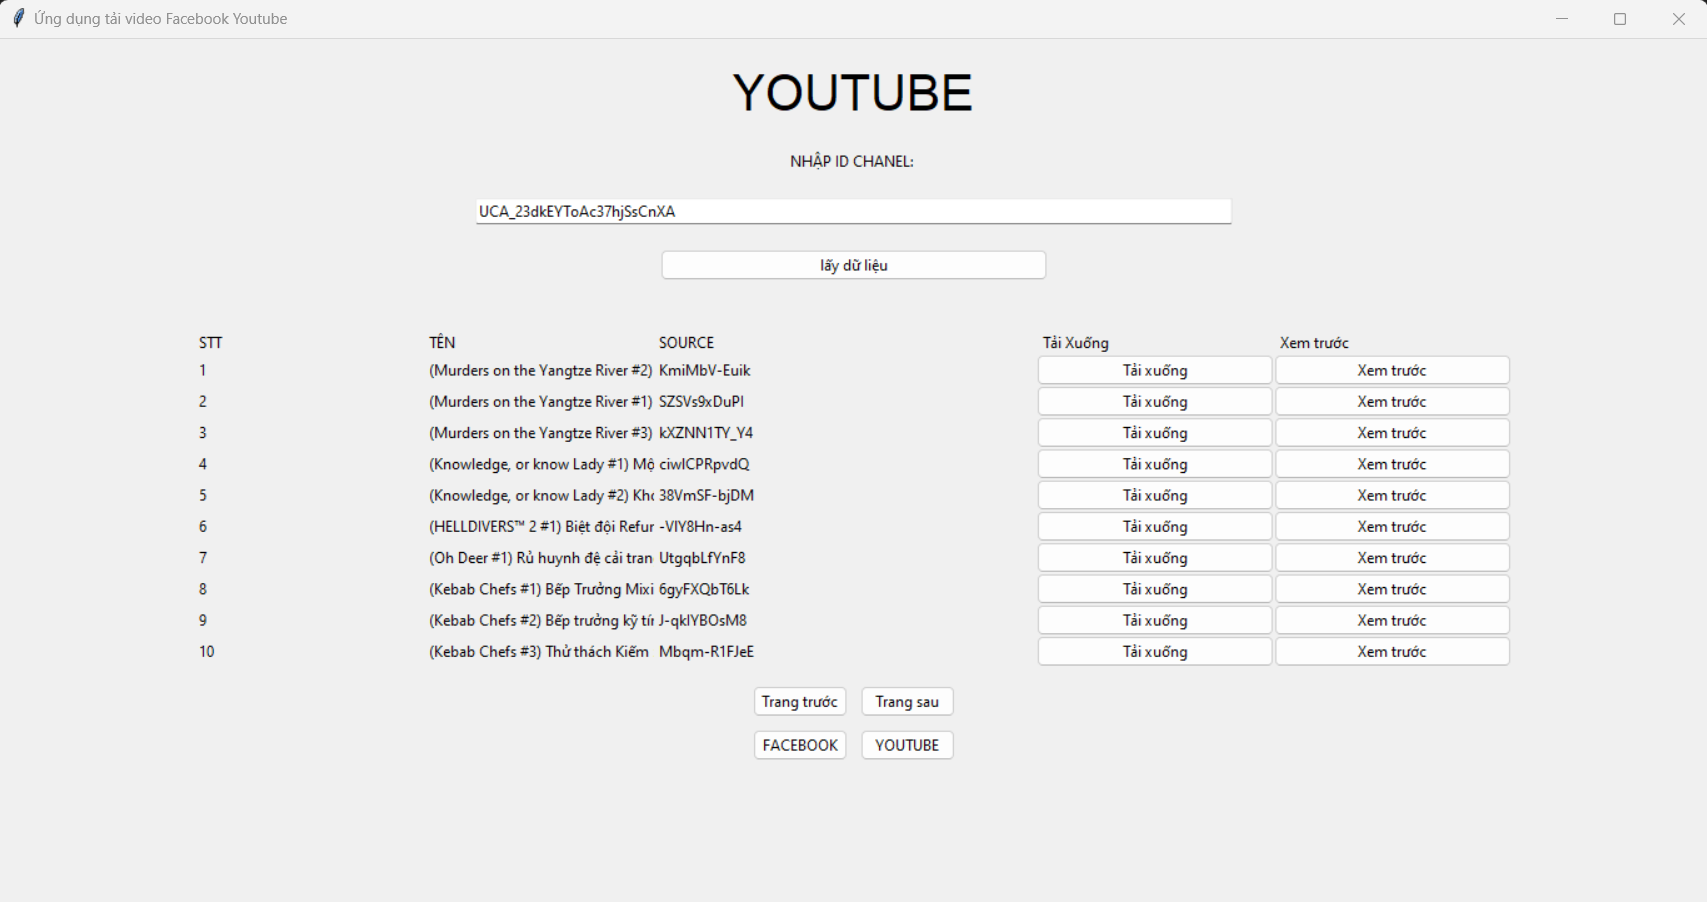 Ứng dụng tải video Facebook Youtube
YOUTUBE
NHẬP ID CHANEL:
UCA_23dkEYToAc37hjSsCnXA
lấy dữ liệu
STT TÊN SOURCE Tải Xuống Xem trước
1 (Murders on the Yangtze River #2) KmiMbV-Euik Tải xuống Xem trước
2 (Murders on the Yangtze River #1) SZSVs9xDuPI Tải xuống Xem trước
3 (Murders on the Yangtze River #3) kXZNN1TY_Y4 Tải xuống Xem trước
4 (Knowledge, or know Lady #1) Mộ ciwICPRpvdQ Tải xuống Xem trước
5 (Knowledge, or know Lady #2) Kho 38VmSF-bjDM Tải xuống Xem trước
6 (HELLDIVERS™ 2 #1) Biệt đội Refur -VIY8Hn-as4 Tải xuống Xem trước
7 (Oh Deer #1) Rủ huynh đệ cải tran UtgqbLfYnF8 Tải xuống Xem trước
8 (Kebab Chefs #1) Bếp Trưởng Mixi 6gyFXQbT6Lk Tải xuống Xem trước
9 (Kebab Chefs #2) Bếp trưởng kỹ tír J-qkIYBOsM8 Tải xuống Xem trước
10 (Kebab Chefs #3) Thử thách Kiếm Mbqm-R1FJeE Tải xuống Xem trước
Trang trước Trang sau
FACEBOOK YOUTUBE